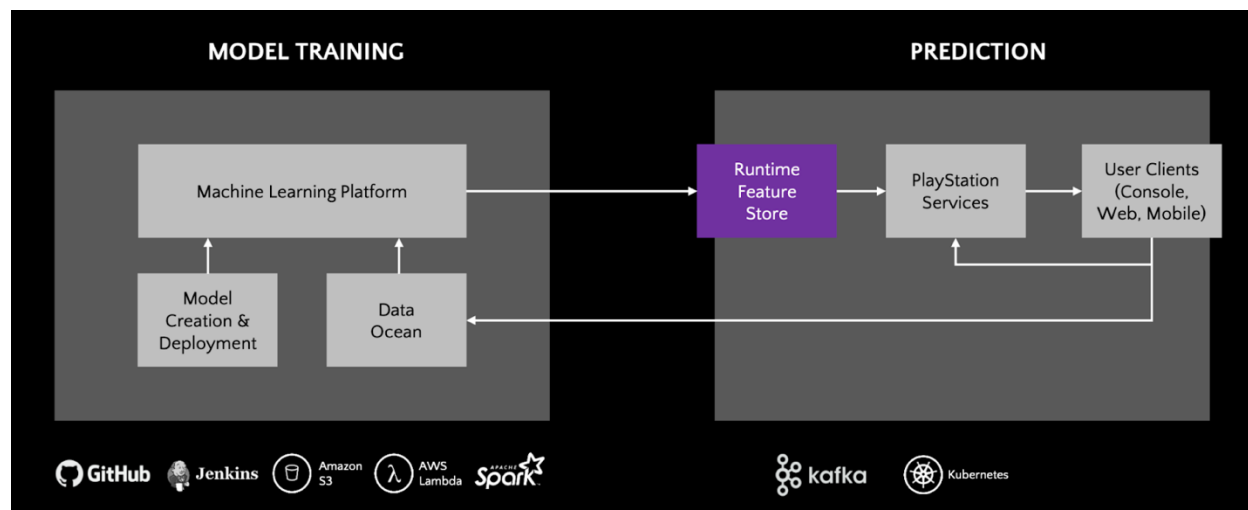 MODEL TRAINING
PREDICTION
Machine Learning Platform
Runtime
Feature
Store
PlayStation
Services
User Clients
(Console,
Web, Mobile)
Model
Creation &
Deployment
Data
Ocean
GitHub
Jenkins
Amazon
S3
λ
AWS
Lambda
APACHE
Spark™
kafka
Kubernetes